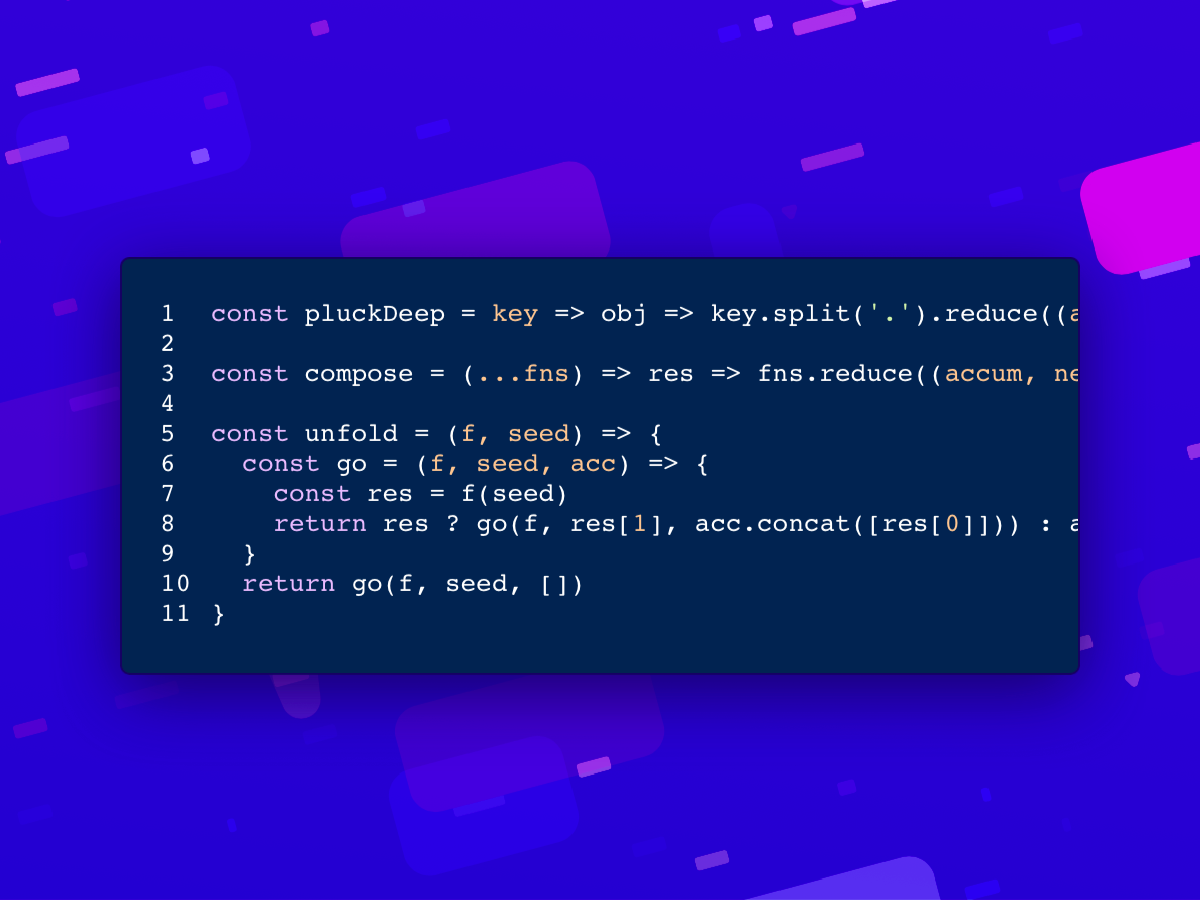 1 const pluckDeep = key => obj => key.split('.').reduce((
2
3 const compose = (...fns) => res => fns.reduce((accum,
4
5 const unfold = (f, seed) => {
6   const go = (f, seed, acc) => {
7     const res = f(seed)
8     return res ? go(f, res[1], acc.concat([res[0]])) :
9   }
10   return go(f, seed, [])
11 }